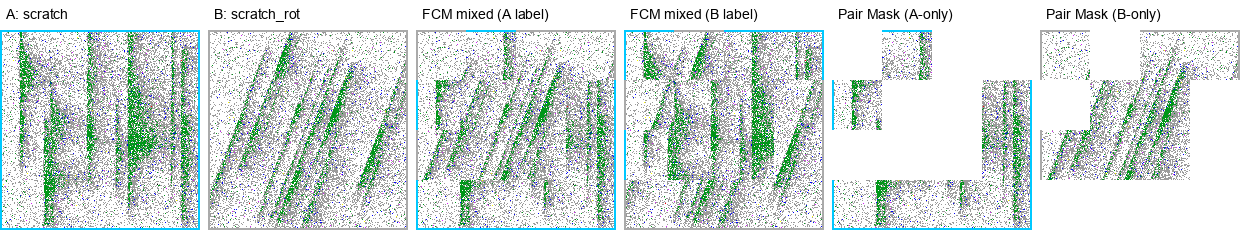 A: scratch
B: scratch_rot
FCM mixed (A label)
FCM mixed (B label)
Pair Mask (A-only)
Pair Mask (B-only)